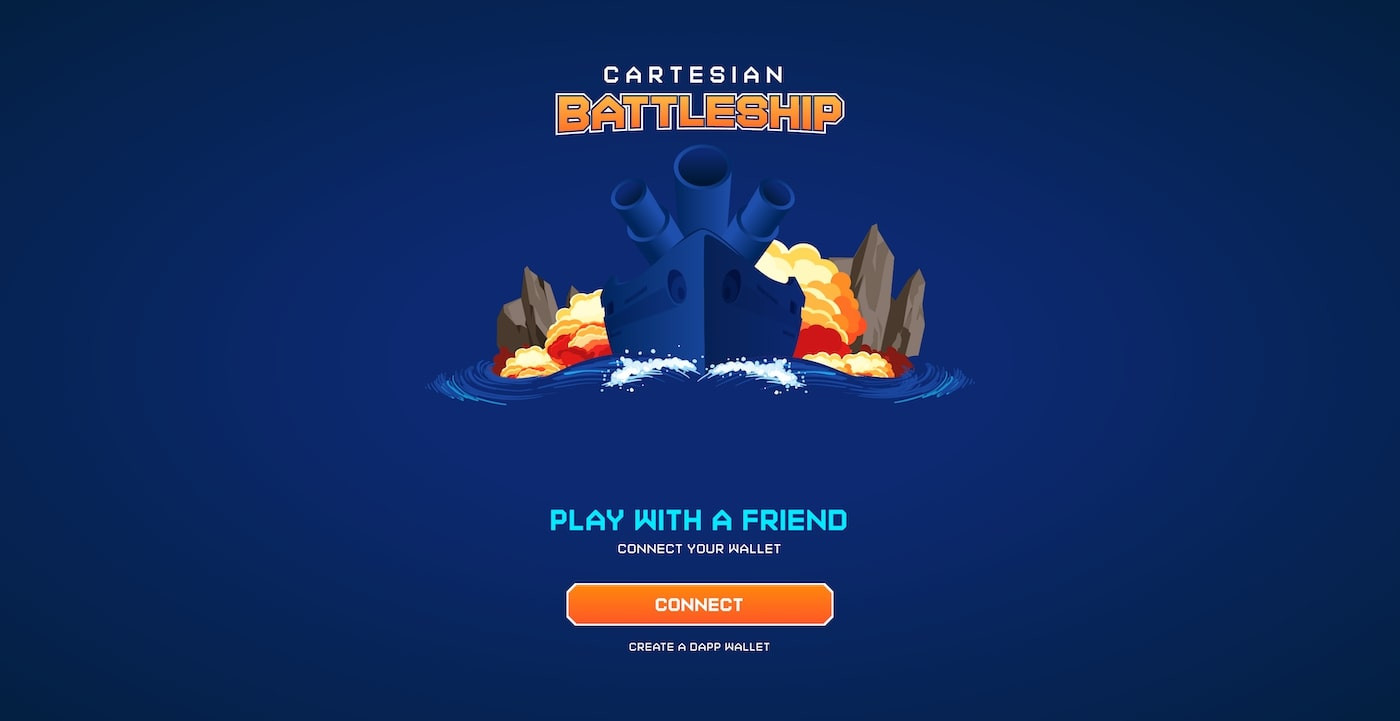 CARTESIAN
BATTLESHIP
PLAY WITH A FRIEND
CONNECT YOUR WALLET
CONNECT
CREATE A DAPP WALLET